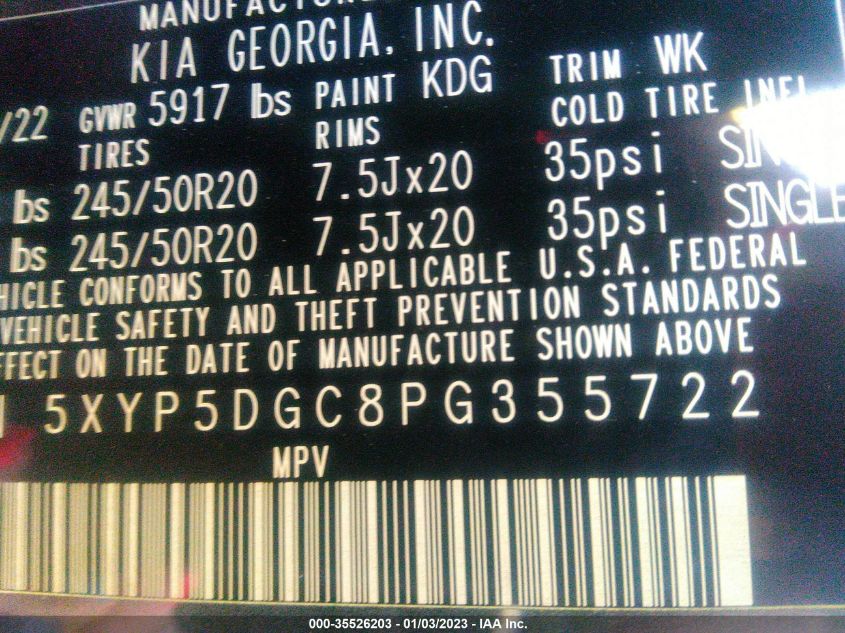 MANUFACTURE
KIA GEORGIA, INC.
/22 GVWR 5917 lbs PAINT KDG TRIM WK
TIRES RIMS COLD TIRE INFL
lbs 245/50R20 7.5Jx20 35psi SIN
lbs 245/50R20 7.5Jx20 35psi SINGLE
HICLE CONFORMS TO ALL APPLICABLE U.S.A. FEDERAL
VEHICLE SAFETY AND THEFT PREVENTION STANDARDS
FFECT ON THE DATE OF MANUFACTURE SHOWN ABOVE
5XYP5DGC8PG355722
MPV
000-35526203 - 01/03/2023 - IAA Inc.